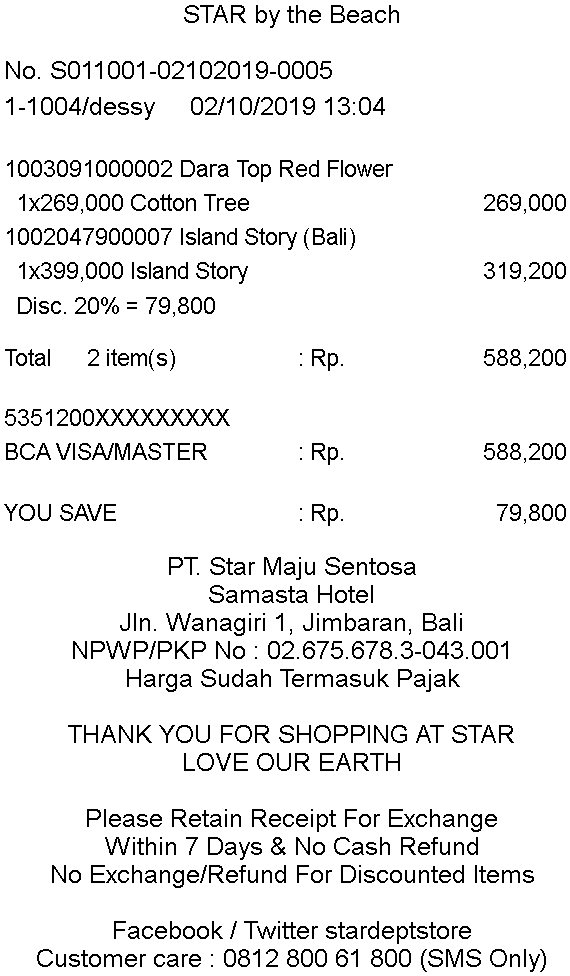 STAR by the Beach
No. S011001-02102019-0005
1-1004/dessy 02/10/2019 13:04
1003091000002 Dara Top Red Flower
1x269,000 Cotton Tree 269,000
1002047900007 Island Story (Bali)
1x399,000 Island Story 319,200
Disc. 20% = 79,800
Total 2 item(s) : Rp. 588,200
5351200XXXXXXXXX
BCA VISA/MASTER : Rp. 588,200
YOU SAVE : Rp. 79,800
PT. Star Maju Sentosa
Samasta Hotel
Jln. Wanagiri 1, Jimbaran, Bali
NPWP/PKP No : 02.675.678.3-043.001
Harga Sudah Termasuk Pajak
THANK YOU FOR SHOPPING AT STAR
LOVE OUR EARTH
Please Retain Receipt For Exchange
Within 7 Days & No Cash Refund
No Exchange/Refund For Discounted Items
Facebook / Twitter stardeptstore
Customer care : 0812 800 61 800 (SMS Only)